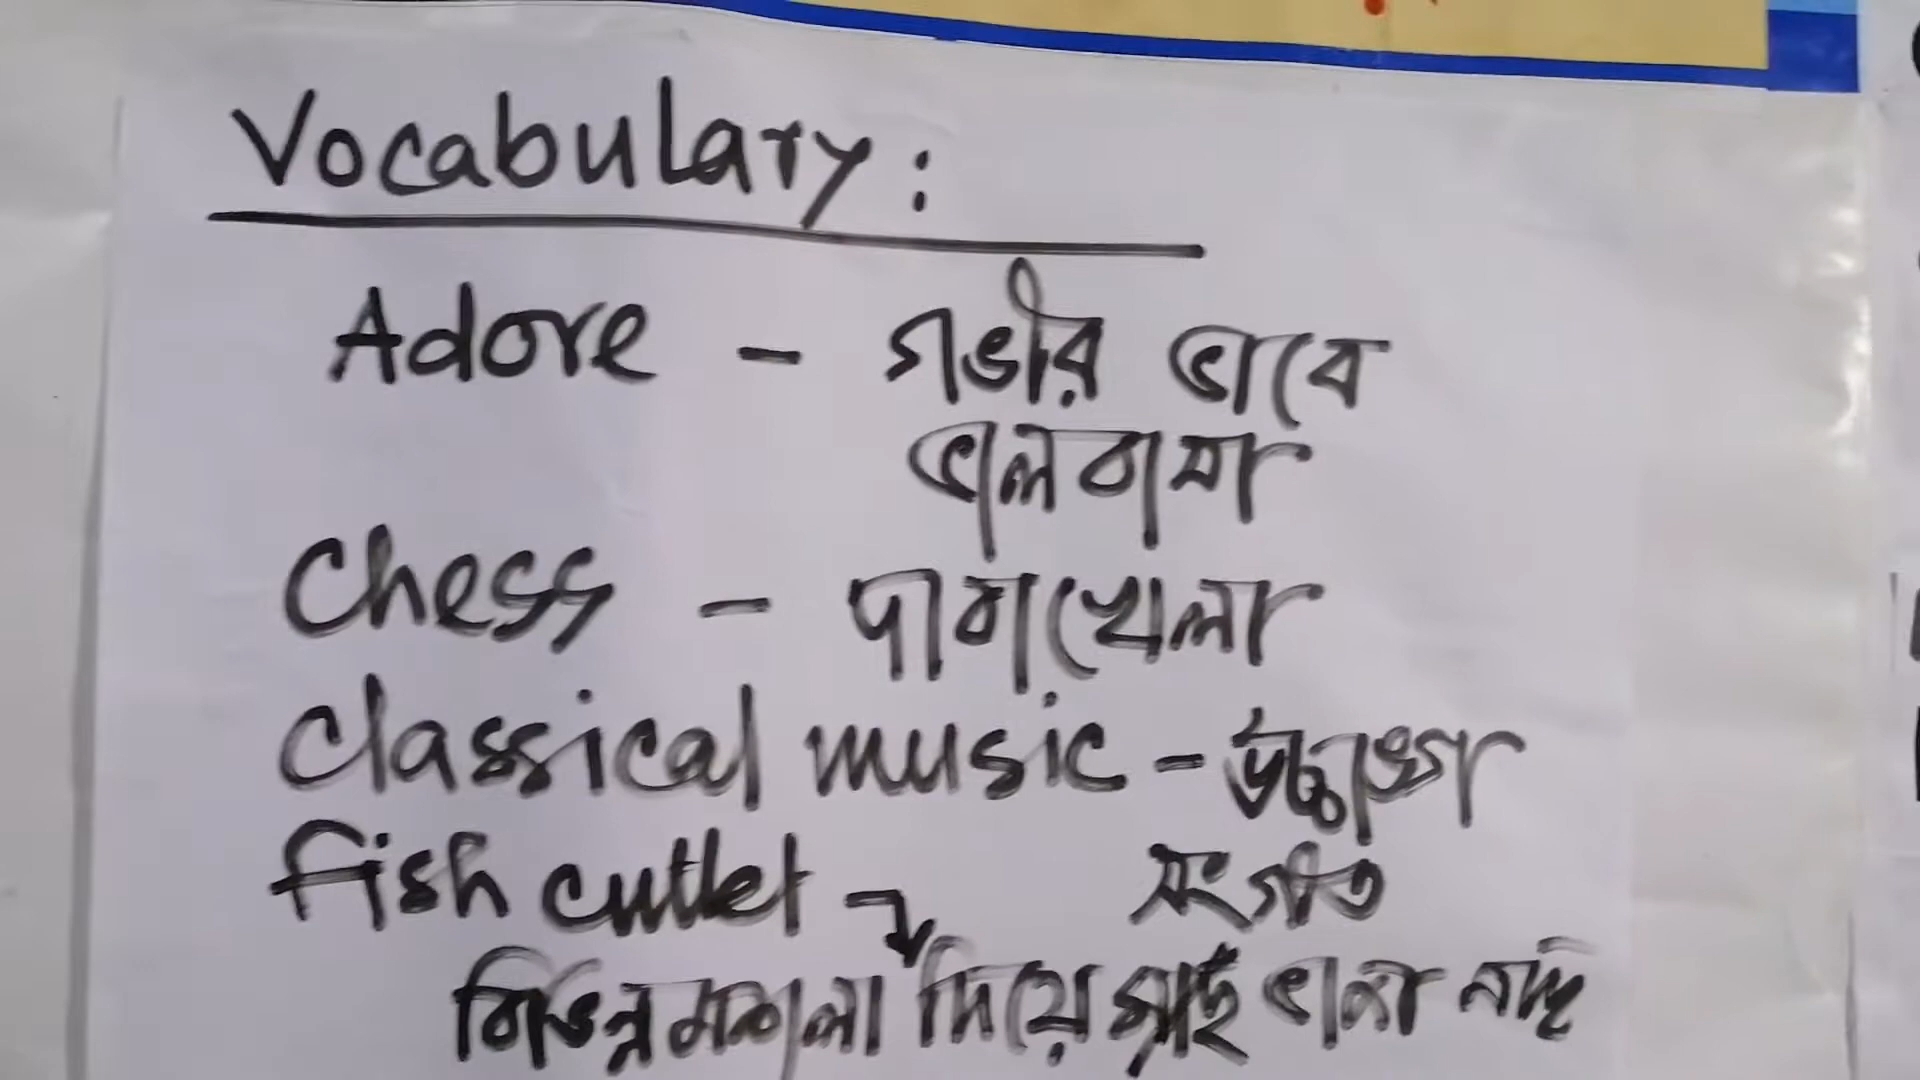 Vocabulary:
Adore - গভীর ভাবে
ভালবাসা
Chess - দাবাখেলা
Classical music - উচ্চাঙ্গ
সংগীত
Fish cutlet -
বিভিন্ন মশলা দিয়ে মাছ ভাজা